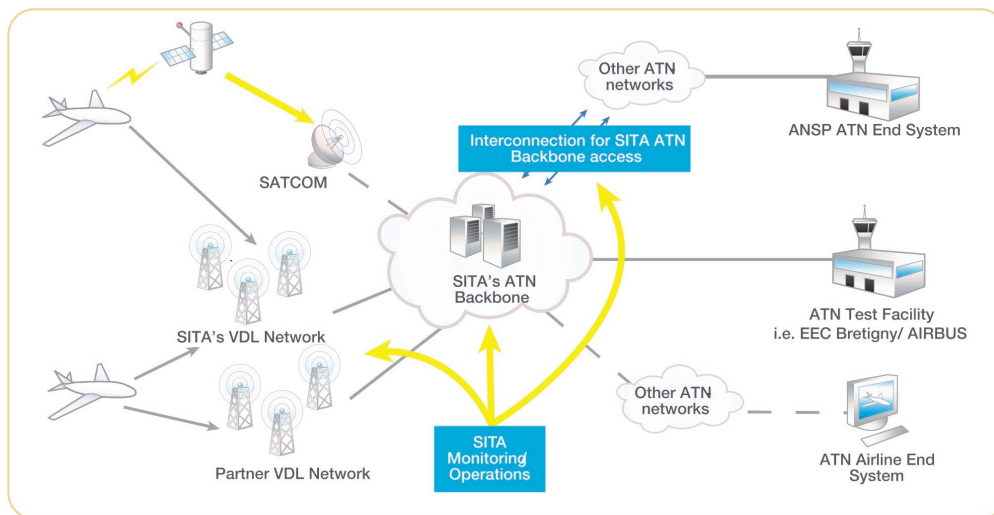 Other ATN
networks
ANSP ATN End System
Interconnection for SITA ATN
Backbone access
SATCOM
SITA's ATN
Backbone
ATN Test Facility
i.e. EEC Bretigny/ AIRBUS
SITA's VDL Network
Other ATN
networks
SITA
Monitoring/
Operations
Partner VDL Network
ATN Airline End
System